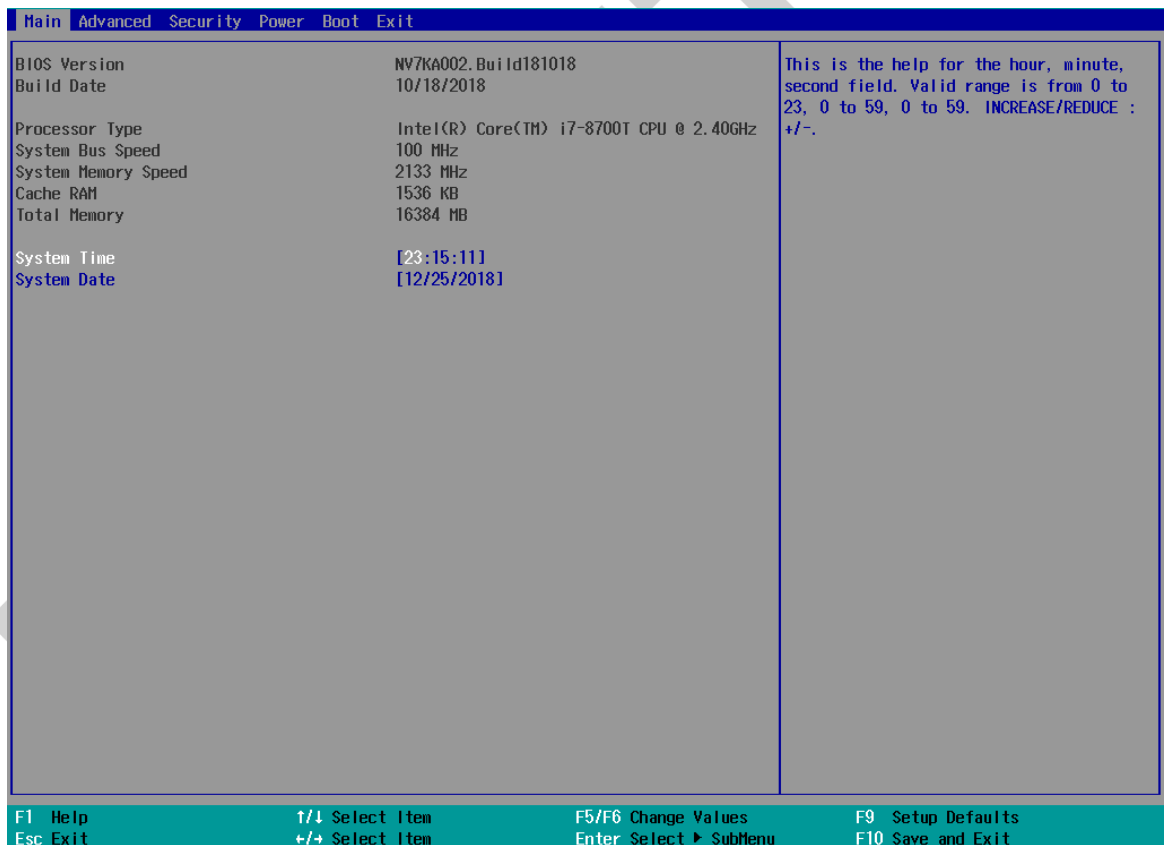 Main Advanced Security Power Boot Exit
BIOS Version NV7KA002.Build181018
Build Date 10/18/2018
Processor Type Intel(R) Core(TM) i7-8700T CPU @ 2.40GHz
System Bus Speed 100 MHz
System Memory Speed 2133 MHz
Cache RAM 1536 KB
Total Memory 16384 MB
System Time [23:15:11]
System Date [12/25/2018]
This is the help for the hour, minute,
second field. Valid range is from 0 to
23, 0 to 59, 0 to 59. INCREASE/REDUCE :
+/-.
F1 Help ↑/↓ Select Item F5/F6 Change Values F9 Setup Defaults
Esc Exit ←/→ Select Item Enter Select ▶ SubMenu F10 Save and Exit